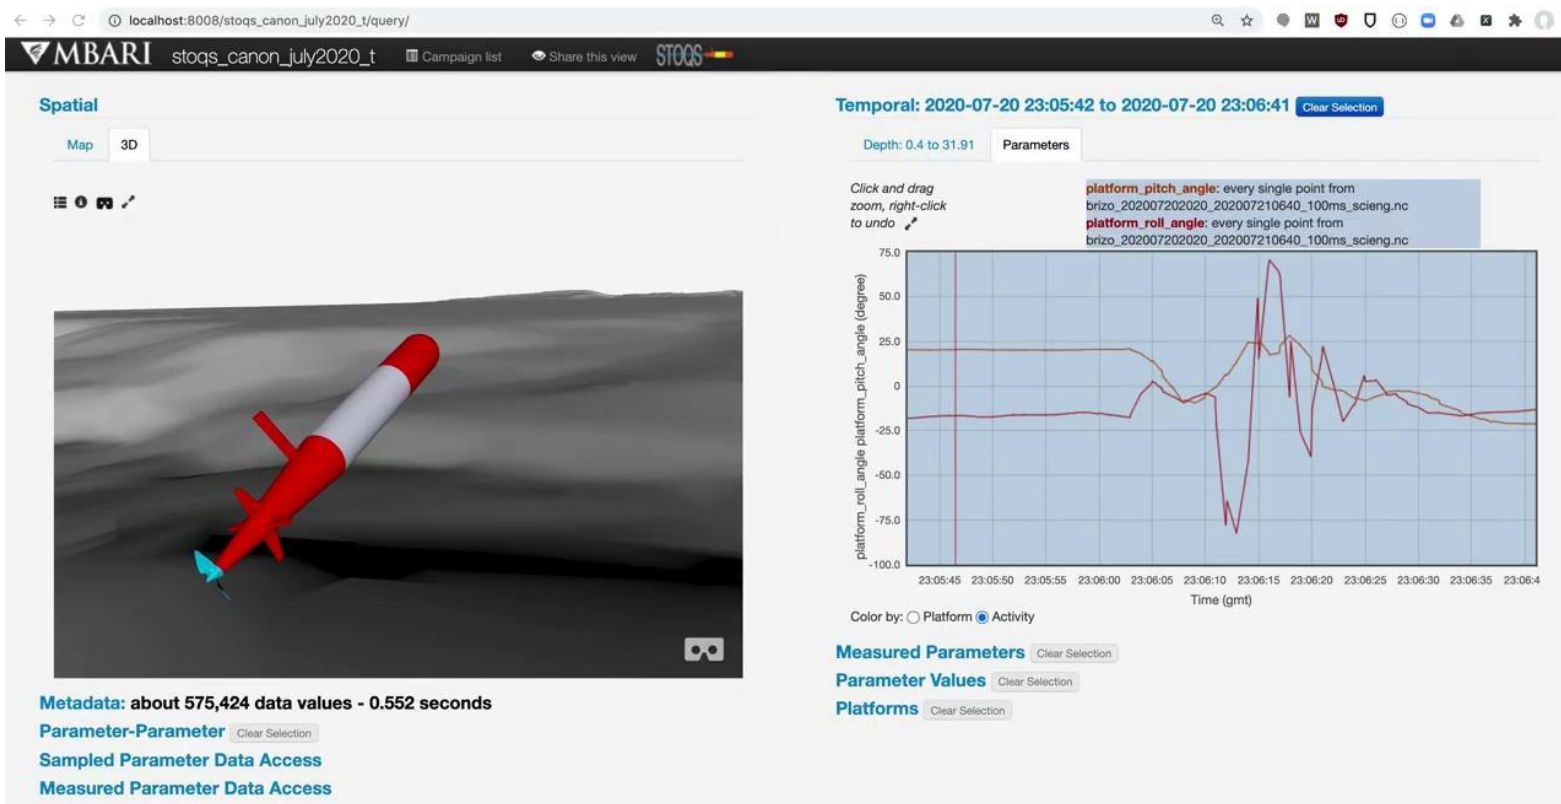 localhost:8008/stoqs_canon_july2020_t/query/
MBARI stoqs_canon_july2020_t Campaign list Share this view STOQS
Spatial
Map 3D
Temporal: 2020-07-20 23:05:42 to 2020-07-20 23:06:41 Clear Selection
Depth: 0.4 to 31.91 Parameters
Click and drag
zoom, right-click
to undo
platform_pitch_angle: every single point from
brizo_202007202020_202007210640_100ms_scieng.nc
platform_roll_angle: every single point from
brizo_202007202020_202007210640_100ms_scieng.nc
platform_roll_angle platform_pitch_angle (degree)
75.0
50.0
25.0
0
-25.0
-50.0
-75.0
-100.0
23:05:45 23:05:50 23:05:55 23:06:00 23:06:05 23:06:10 23:06:15 23:06:20 23:06:25 23:06:30 23:06:35 23:06:4
Time (gmt)
Color by: Platform Activity
Measured Parameters Clear Selection
Parameter Values Clear Selection
Platforms Clear Selection
Metadata: about 575,424 data values - 0.552 seconds
Parameter-Parameter Clear Selection
Sampled Parameter Data Access
Measured Parameter Data Access